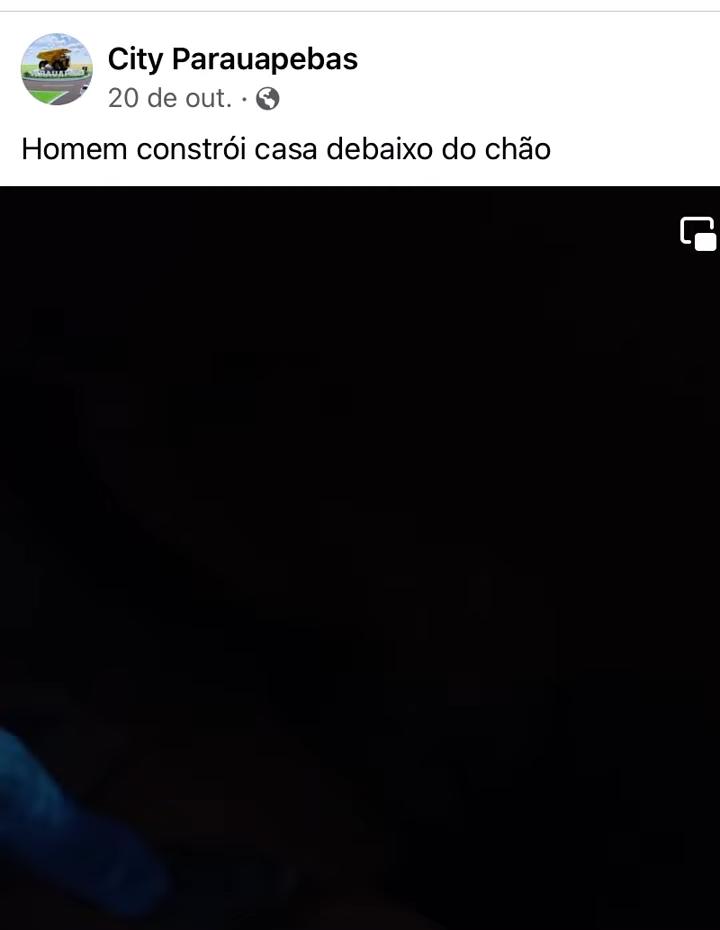 City Parauapebas
20 de out. ·
Homem constrói casa debaixo do chão